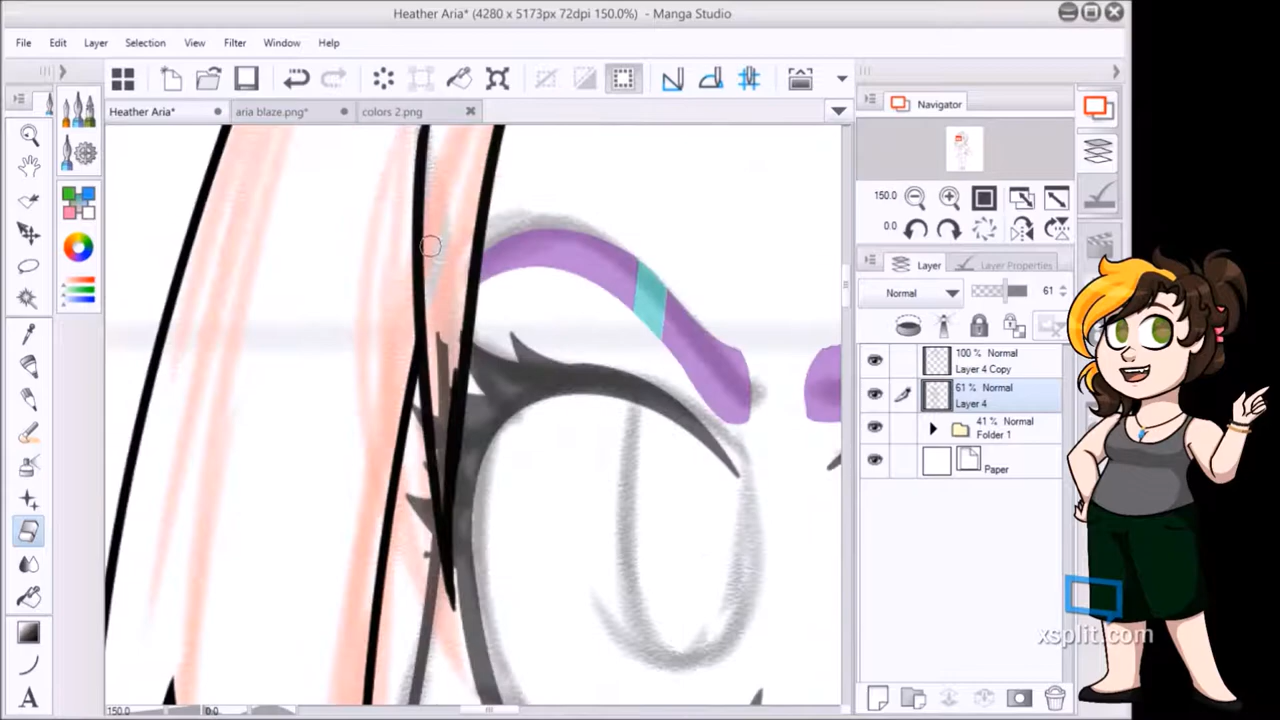 Heather Aria* (4280 x 5173px 72dpi 150.0%) - Manga Studio
File Edit Layer Selection View Filter Window Help
Heather Aria* aria blaze.png* colors 2.png
Navigator
150.0
0.0
Layer Layer Properties
Normal 61
100 % Normal
Layer 4 Copy
61 % Normal
Layer 4
41 % Normal
Folder 1
Paper
A
xsplit.com
150.0 0.0